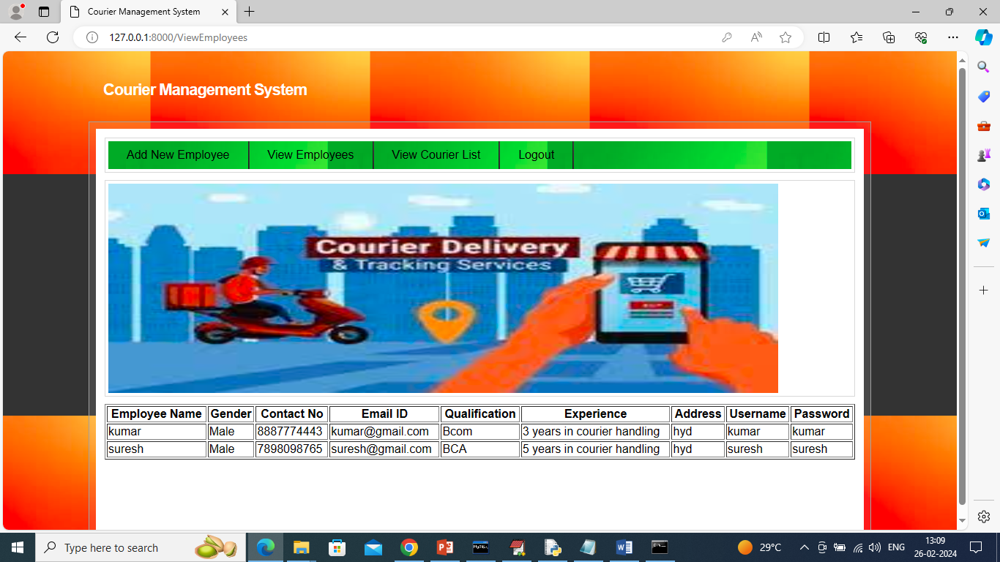 Courier Management System
127.0.0.1:8000/ViewEmployees
Courier Management System
Add New Employee View Employees View Courier List Logout
Courier Delivery
& Tracking Services
Employee Name Gender Contact No Email ID Qualification Experience Address Username Password
kumar Male 8887774443 kumar@gmail.com Bcom 3 years in courier handling hyd kumar kumar
suresh Male 7898098765 suresh@gmail.com BCA 5 years in courier handling hyd suresh suresh
Type here to search
29°C
ENG
13:09
26-02-2024